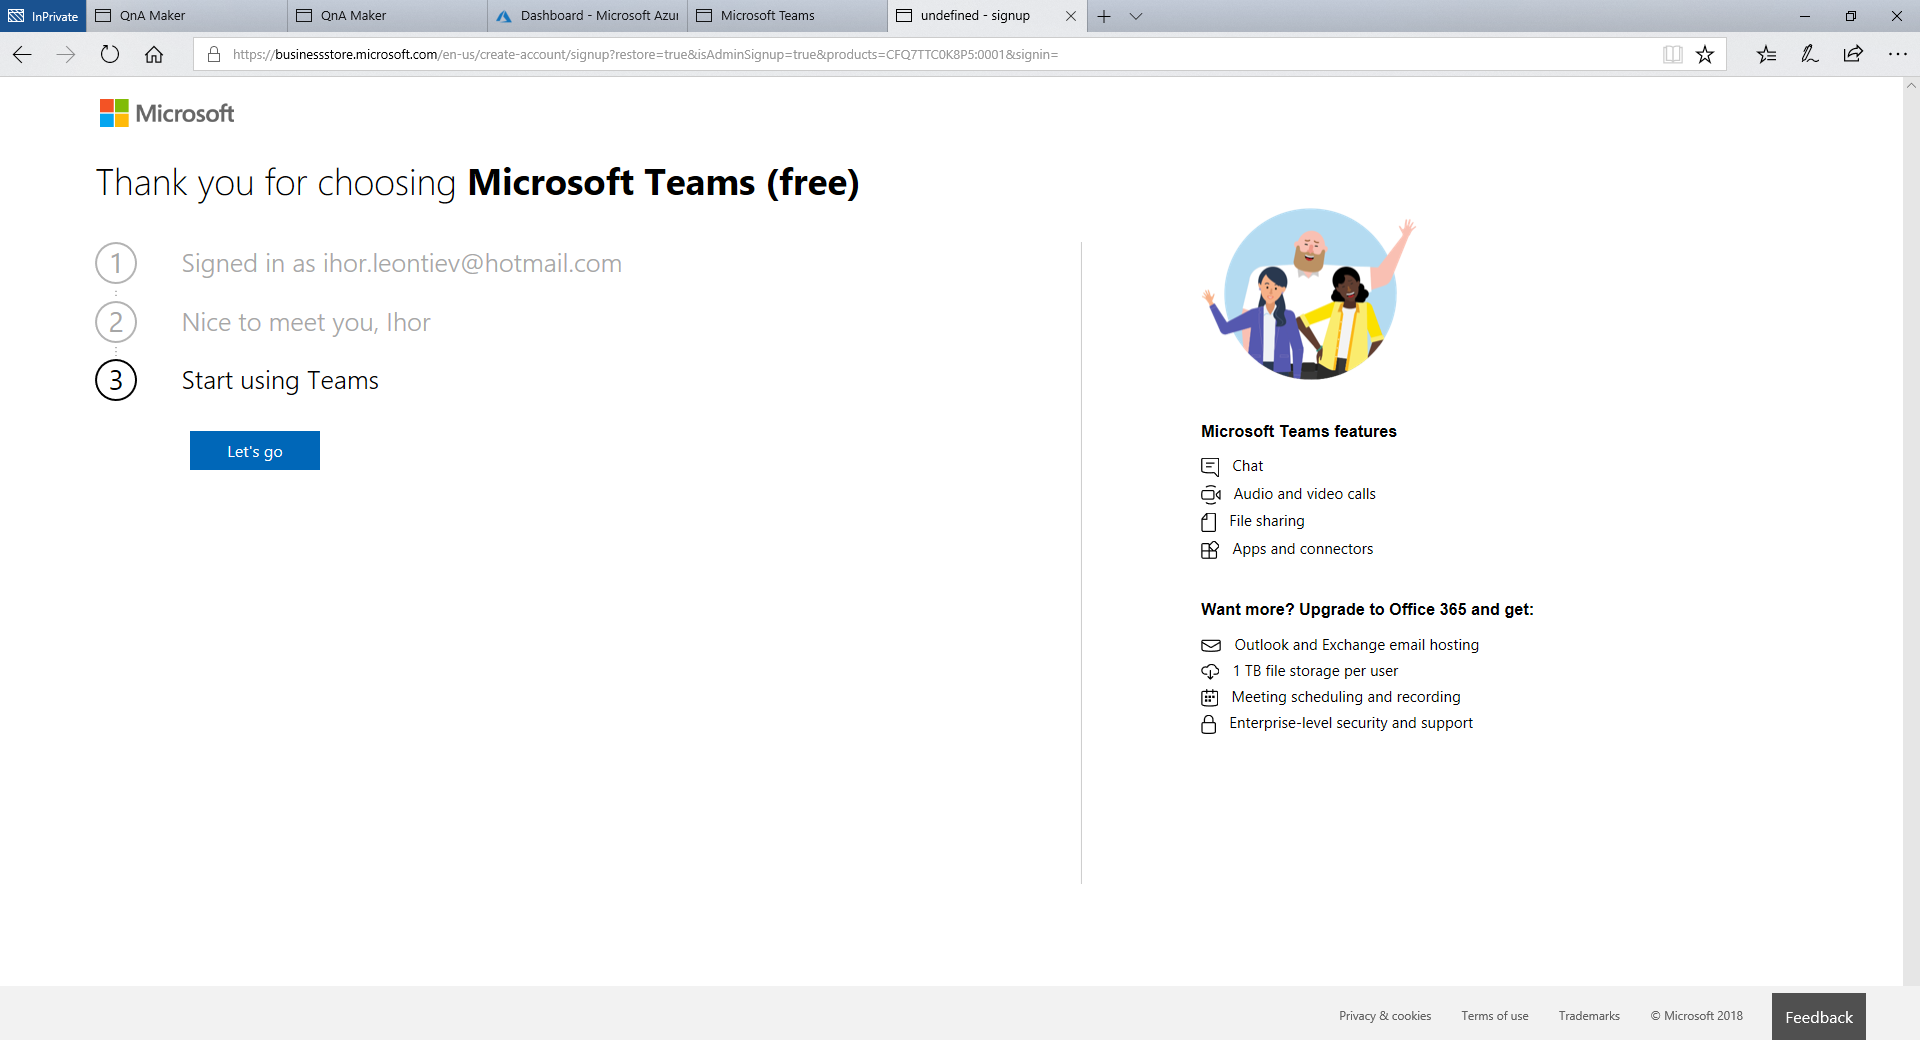 InPrivate
QnA Maker
QnA Maker
Dashboard - Microsoft Azur
Microsoft Teams
undefined - signup
https://businessstore.microsoft.com/en-us/create-account/signup?restore=true&isAdminSignup=true&products=CFQ7TTC0K8P5:0001&signin=
Microsoft
Thank you for choosing Microsoft Teams (free)
1 Signed in as ihor.leontiev@hotmail.com
2 Nice to meet you, Ihor
3 Start using Teams
Let's go
Microsoft Teams features
Chat
Audio and video calls
File sharing
Apps and connectors
Want more? Upgrade to Office 365 and get:
Outlook and Exchange email hosting
1 TB file storage per user
Meeting scheduling and recording
Enterprise-level security and support
Privacy & cookies
Terms of use
Trademarks
© Microsoft 2018
Feedback